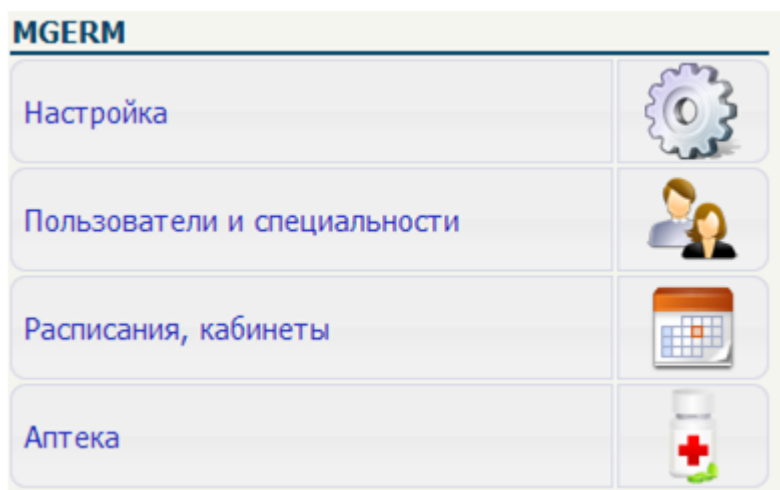 MGERM
Настройка
Пользователи и специальности
Расписания, кабинеты
Аптека